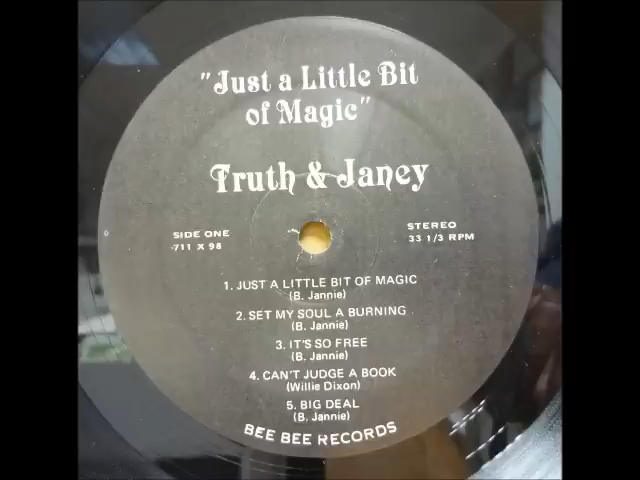 "Just a Little Bit
of Magic"
Truth & Janey
SIDE ONE
711 X 98
STEREO
33 1/3 RPM
1. JUST A LITTLE BIT OF MAGIC
(B. Jannie)
2. SET MY SOUL A BURNING
(B. Jannie)
3. IT'S SO FREE
(B. Jannie)
4. CAN'T JUDGE A BOOK
(Willie Dixon)
5. BIG DEAL
(B. Jannie)
BEE BEE RECORDS